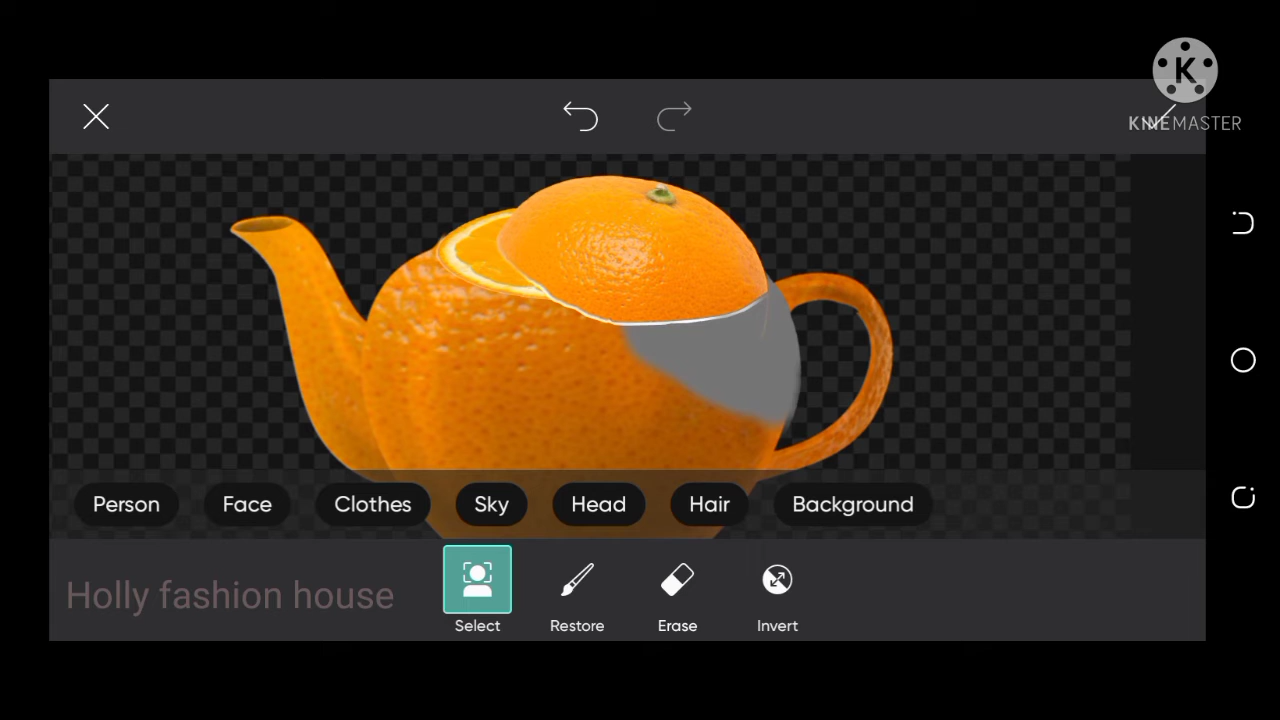 K
KINEMASTER
Person
Face
Clothes
Sky
Head
Hair
Background
Holly fashion house
Select
Restore
Erase
Invert